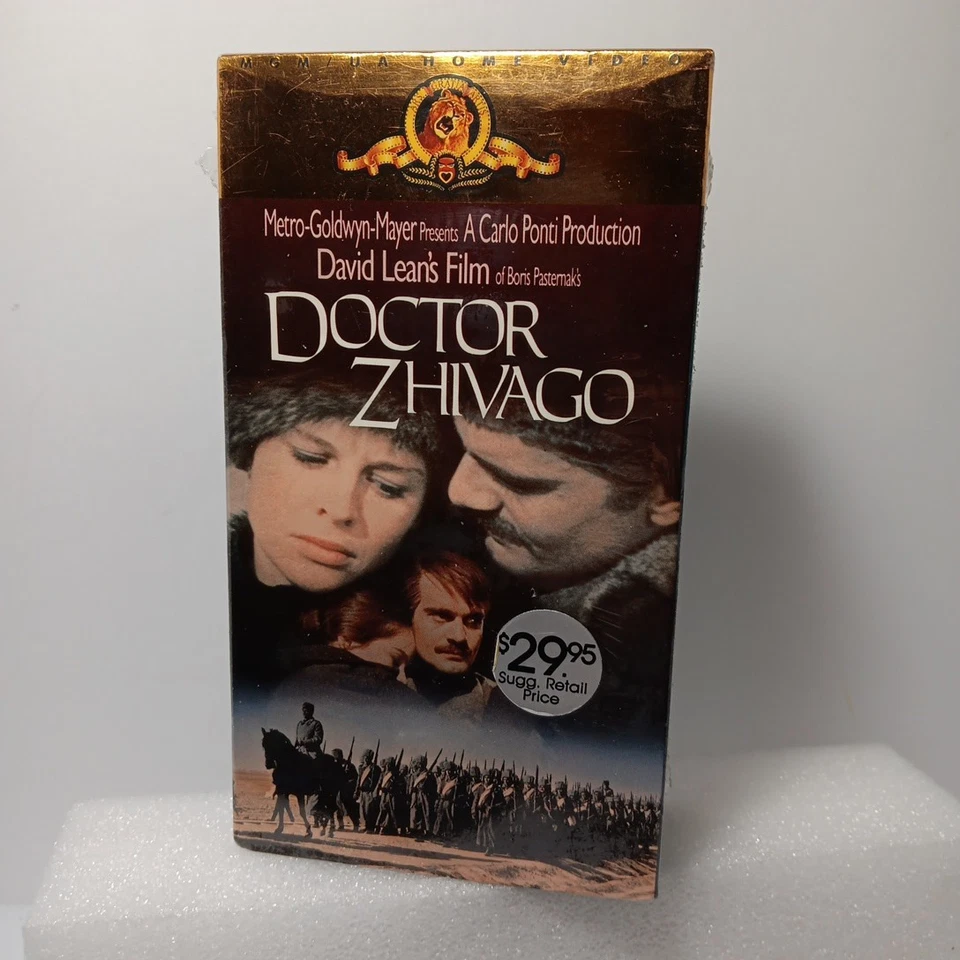 MGM/UA HOME VIDEO
Metro-Goldwyn-Mayer Presents A Carlo Ponti Production
David Lean's Film of Boris Pasternak's
DOCTOR
ZHIVAGO
$29.95
Sugg. Retail
Price